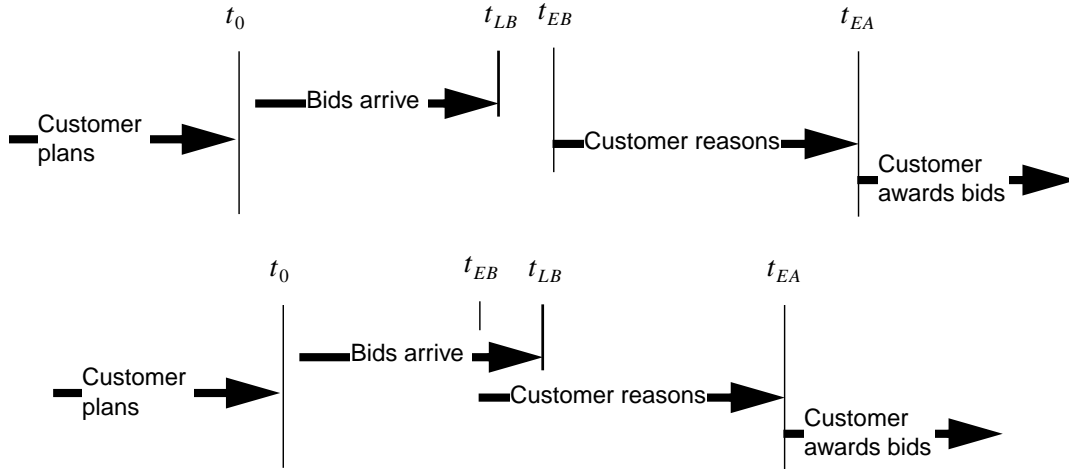 t0 tLB tEB tEA
Bids arrive
Customer
plans
Customer reasons
Customer
awards bids
t0 tEB tLB tEA
Bids arrive
Customer
plans
Customer reasons
Customer
awards bids